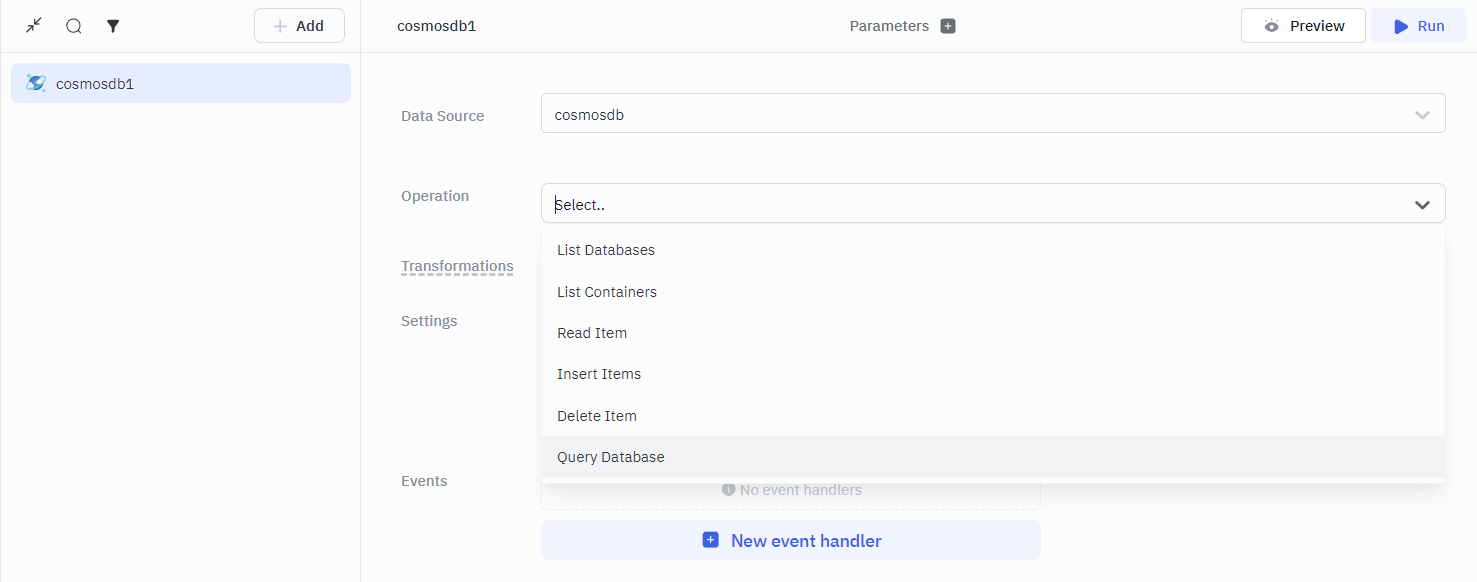 Add
cosmosdb1
Parameters
Preview
Run
cosmosdb1
Data Source
cosmosdb
Operation
Select..
List Databases
List Containers
Read Item
Insert Items
Delete Item
Query Database
Transformations
Settings
Events
No event handlers
New event handler